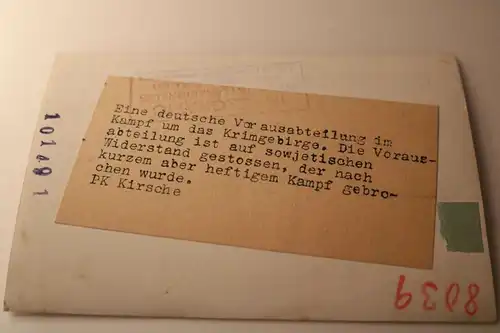 Eine deutsche Vorausabteilung im
Kampf um das Krimgebirge. Die Voraus-
abteilung ist auf sowjetischen
Widerstand gestossen, der nach
kurzem aber heftigem Kampf gebro-
chen wurde.
PK Kirsche
8039